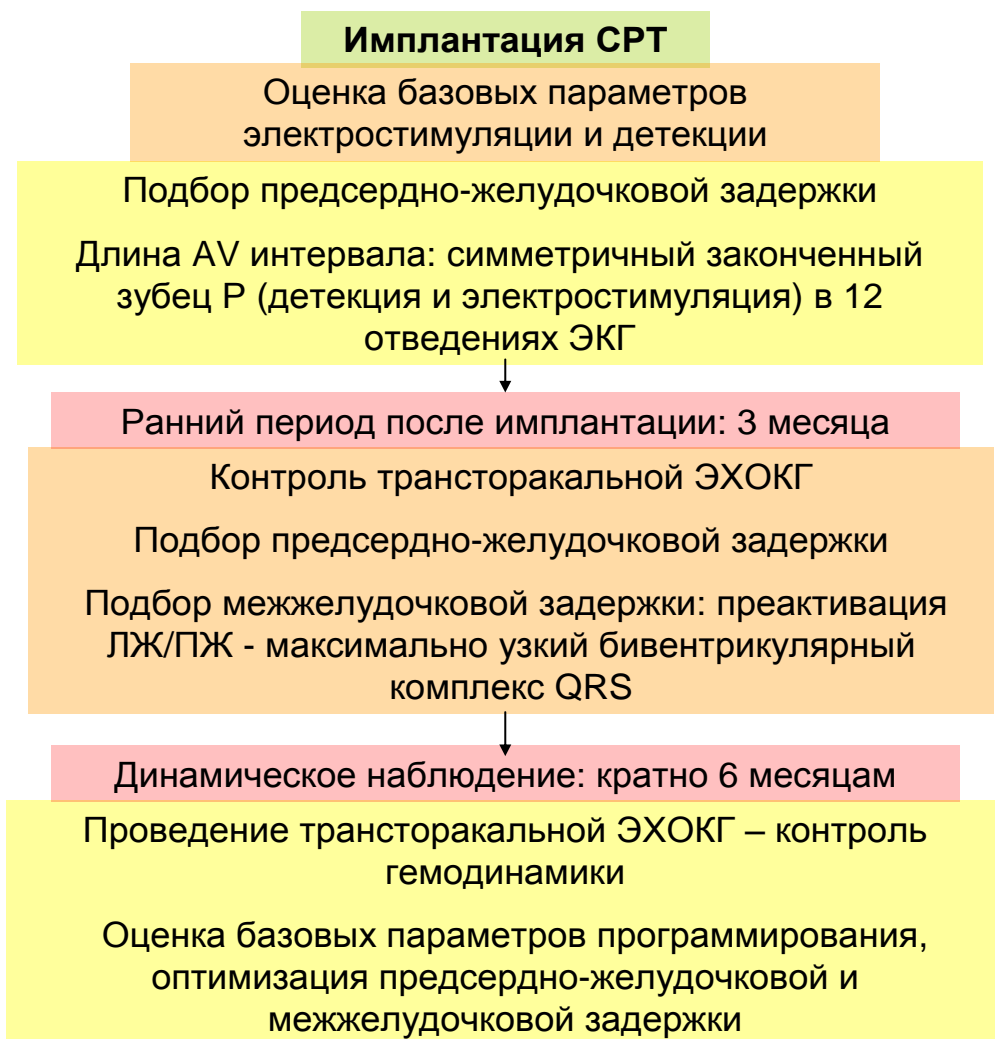 Имплантация СРТ
Оценка базовых параметров
электростимуляции и детекции
Подбор предсердно-желудочковой задержки
Длина AV интервала: симметричный законченный
зубец P (детекция и электростимуляция) в 12
отведениях ЭКГ
Ранний период после имплантации: 3 месяца
Контроль трансторакальной ЭХОКГ
Подбор предсердно-желудочковой задержки
Подбор межжелудочковой задержки: преактивация
ЛЖ/ПЖ - максимально узкий бивентрикулярный
комплекс QRS
Динамическое наблюдение: кратно 6 месяцам
Проведение трансторакальной ЭХОКГ – контроль
гемодинамики
Оценка базовых параметров программирования,
оптимизация предсердно-желудочковой и
межжелудочковой задержки